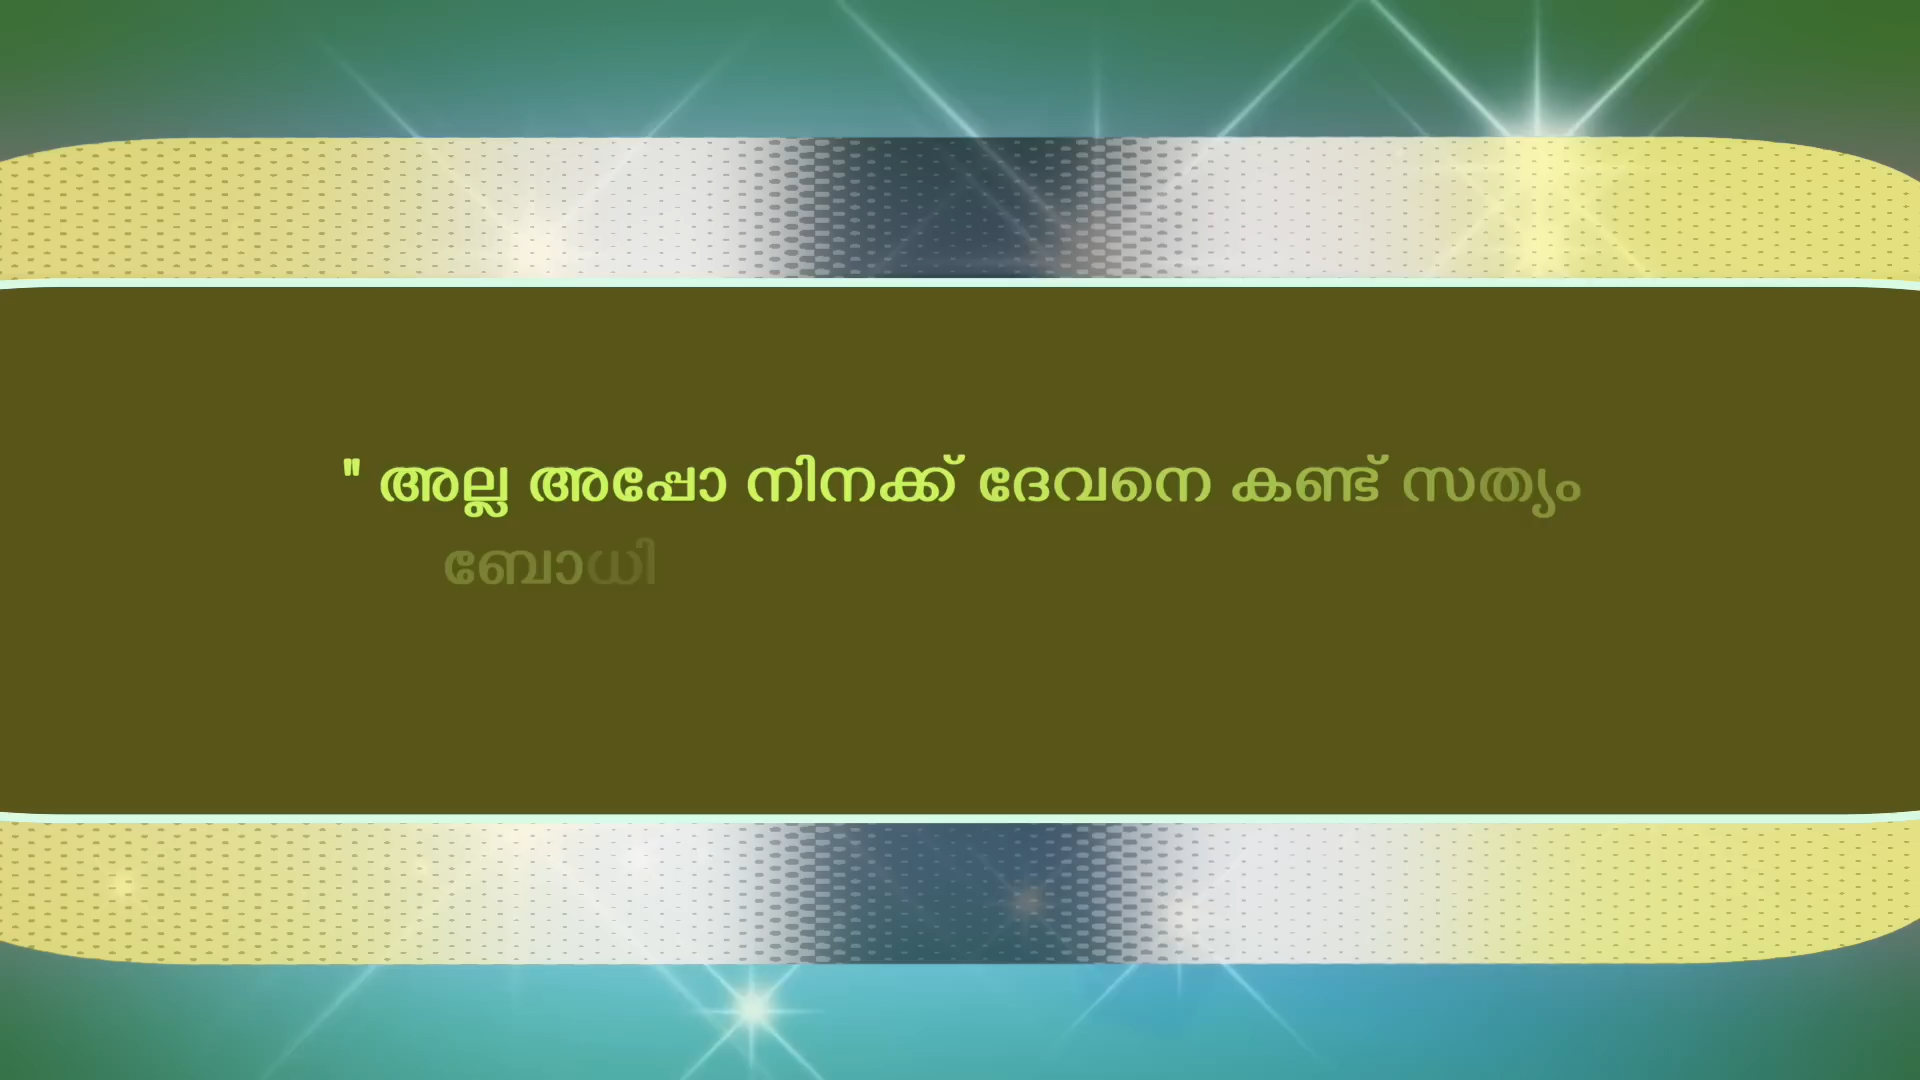 " അല്ല അപ്പോ നിനക്ക് ദേവനെ കണ്ട് സത്യം
ബോധി